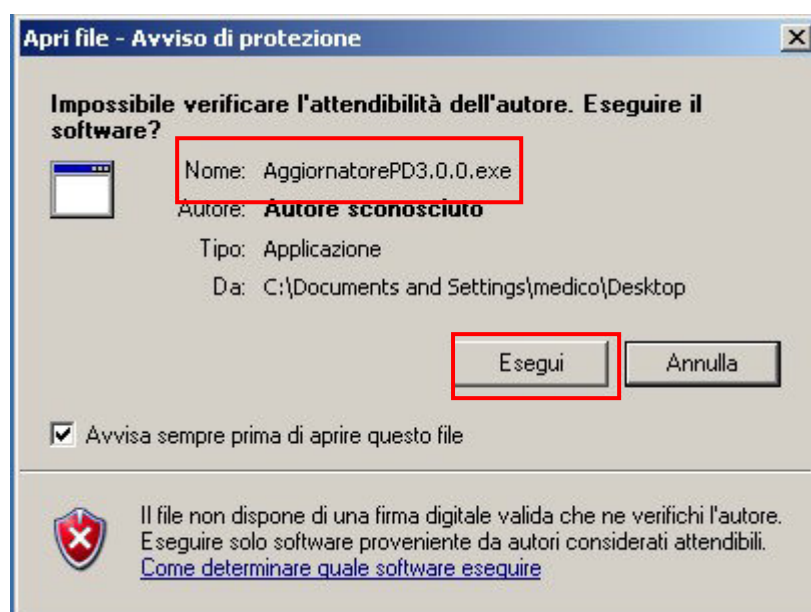 Apri file - Avviso di protezione
Impossibile verificare l'attendibilità dell'autore. Eseguire il
software?
Nome: AggiornatorePD3.0.0.exe
Autore: Autore sconosciuto
Tipo: Applicazione
Da: C:\Documents and Settings\medico\Desktop
Esegui Annulla
Avvisa sempre prima di aprire questo file
Il file non dispone di una firma digitale valida che ne verifichi l'autore.
Eseguire solo software proveniente da autori considerati attendibili.
Come determinare quale software eseguire